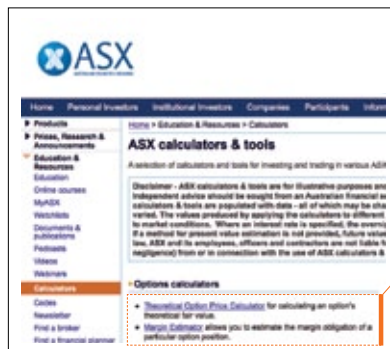 ASX
Home Personal Investors Institutional Investors Companies Participants
Home > Education & Resources > Calculators
Products
Prices, Research &
Announcements
Education &
Resources
Education
Online courses
MyASX
Watchlists
Documents &
publications
Podcasts
Videos
Webinars
Calculators
Codes
Newsletter
Find a broker
Find a financial planner
ASX calculators & tools
A selection of calculators and tools for investing and trading in various ASX
Disclaimer - ASX calculators & tools are for illustrative purposes
Independent advice should be sought from an Australian financial
calculators & tools are populated with data - all of which may be
varied. The values produced by applying the calculators to different
to market conditions. Where an interest rate is specified, the
If a method for present value estimation is not provided, future
law, ASX and its employees, officers and contractors are not liable
negligence) from or in connection with the use of ASX calculators &
Options calculators
Theoretical Option Price Calculator for calculating an option's
theoretical fair value.
Margin Estimator allows you to estimate the margin obligation of a
particular option position.